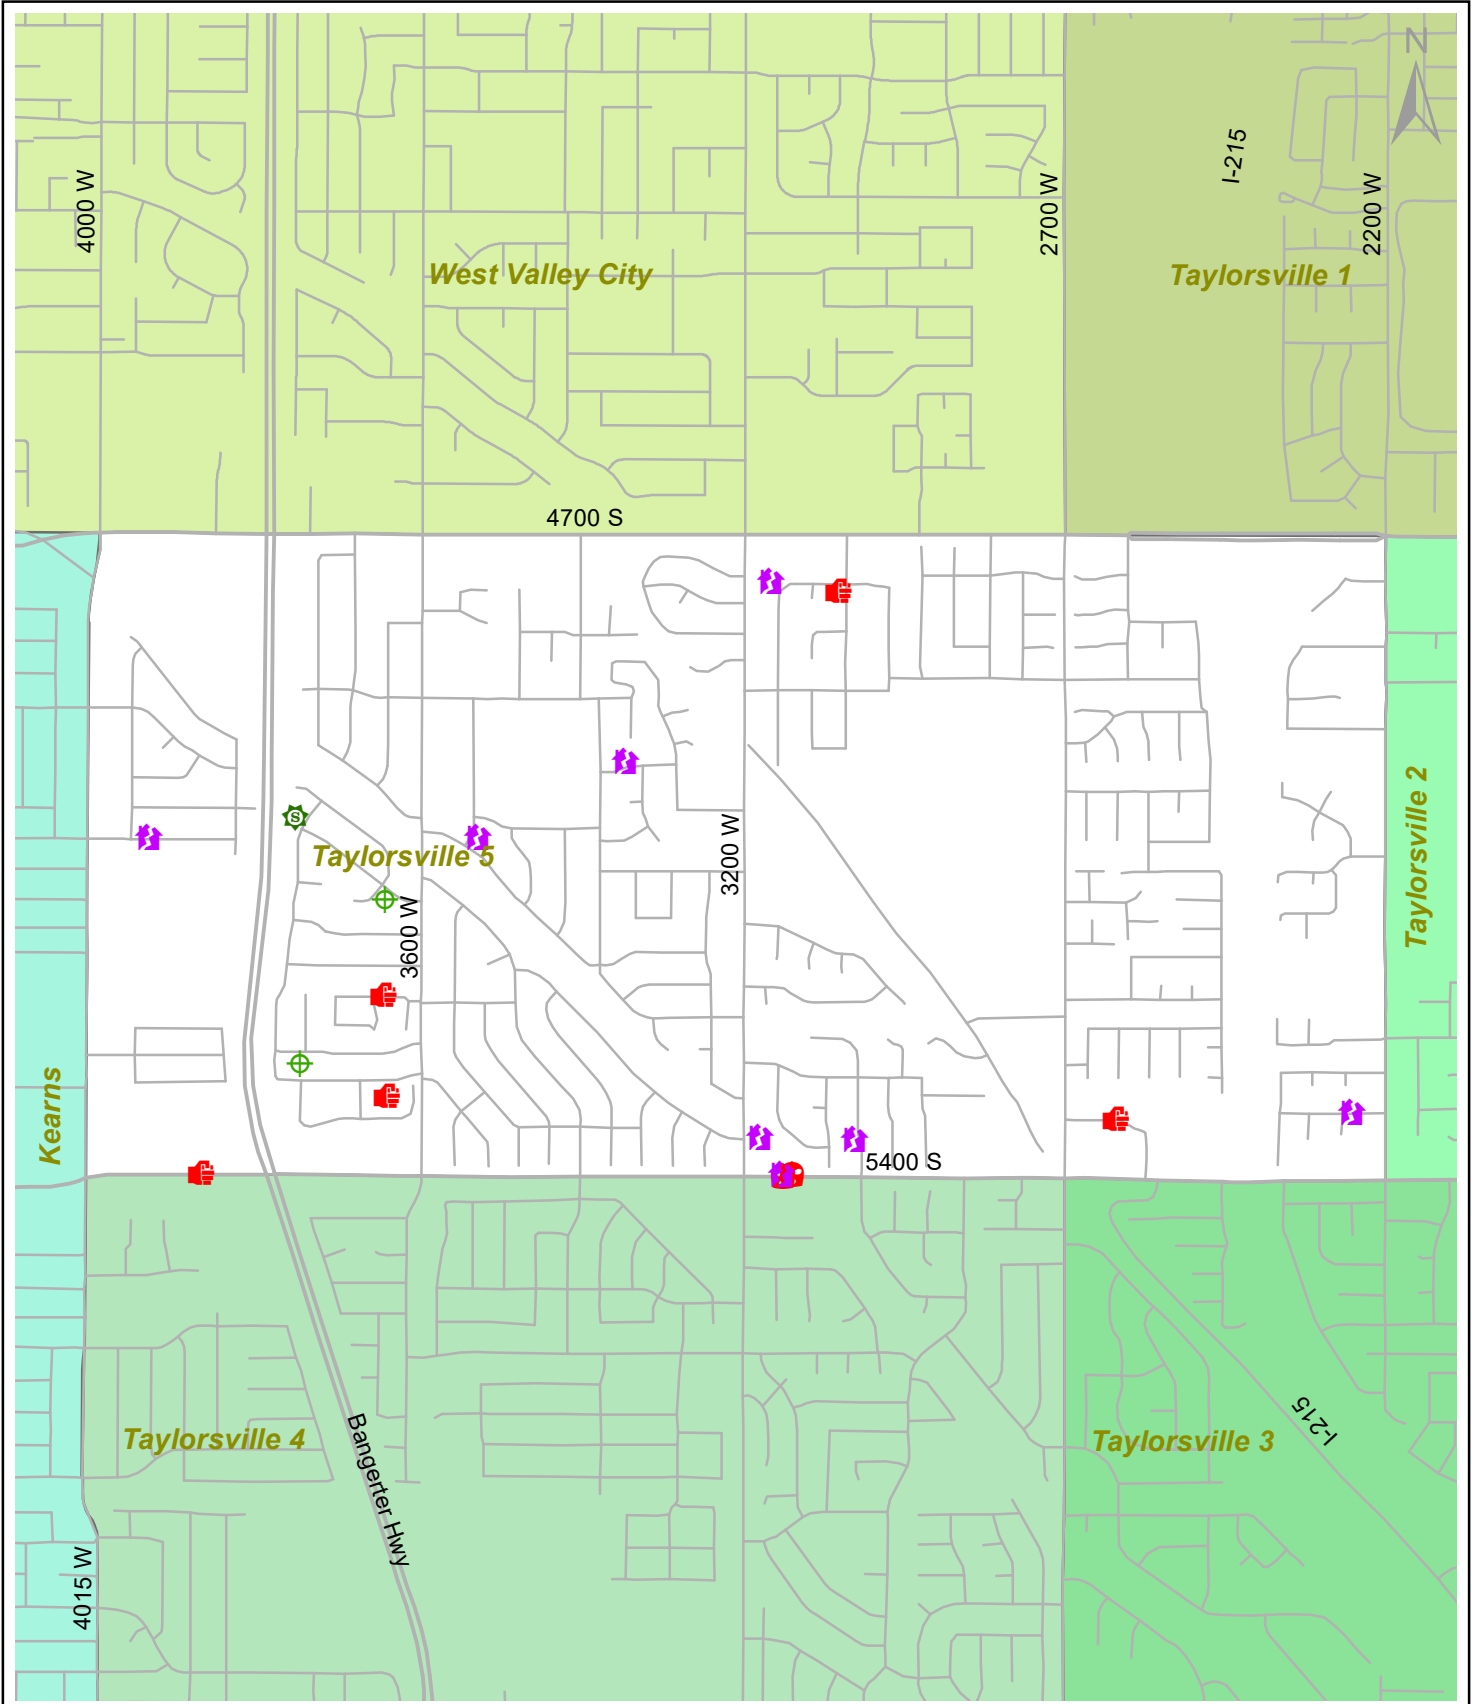 N
I-215
4000 W
2700 W
2200 W
West Valley City
Taylorsville 1
4700 S
Taylorsville 2
S
3200 W
Taylorsville 5
3600 W
Kearns
5400 S
I-215
Taylorsville 4
Taylorsville 3
Bangerter Hwy
4015 W